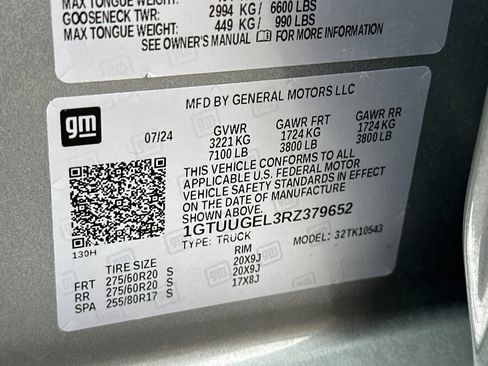 MAX TONGUE WEIGHT:
GOOSENECK TWR: 2994 KG/ 6600 LBS
MAX TONGUE WEIGHT: 449 KG/ 990 LBS
SEE OWNER'S MANUAL FOR MORE INFORMATION
gm
MFD BY GENERAL MOTORS LLC
07/24 GVWR GAWR FRT GAWR RR
3221 KG 1724 KG 1724 KG
7100 LB 3800 LB 3800 LB
THIS VEHICLE CONFORMS TO ALL
APPLICABLE U.S. FEDERAL MOTOR
VEHICLE SAFETY STANDARDS IN EFFECT
ON THE DATE OF MANUFACTURE
SHOWN ABOVE.
1GTUUGEL3RZ379652
130H TYPE: TRUCK MODEL: 32TK10543
TIRE SIZE RIM
FRT 275/60R20 S 20X9J
RR 275/60R20 S 20X9J
SPA 255/80R17 S 17X8J